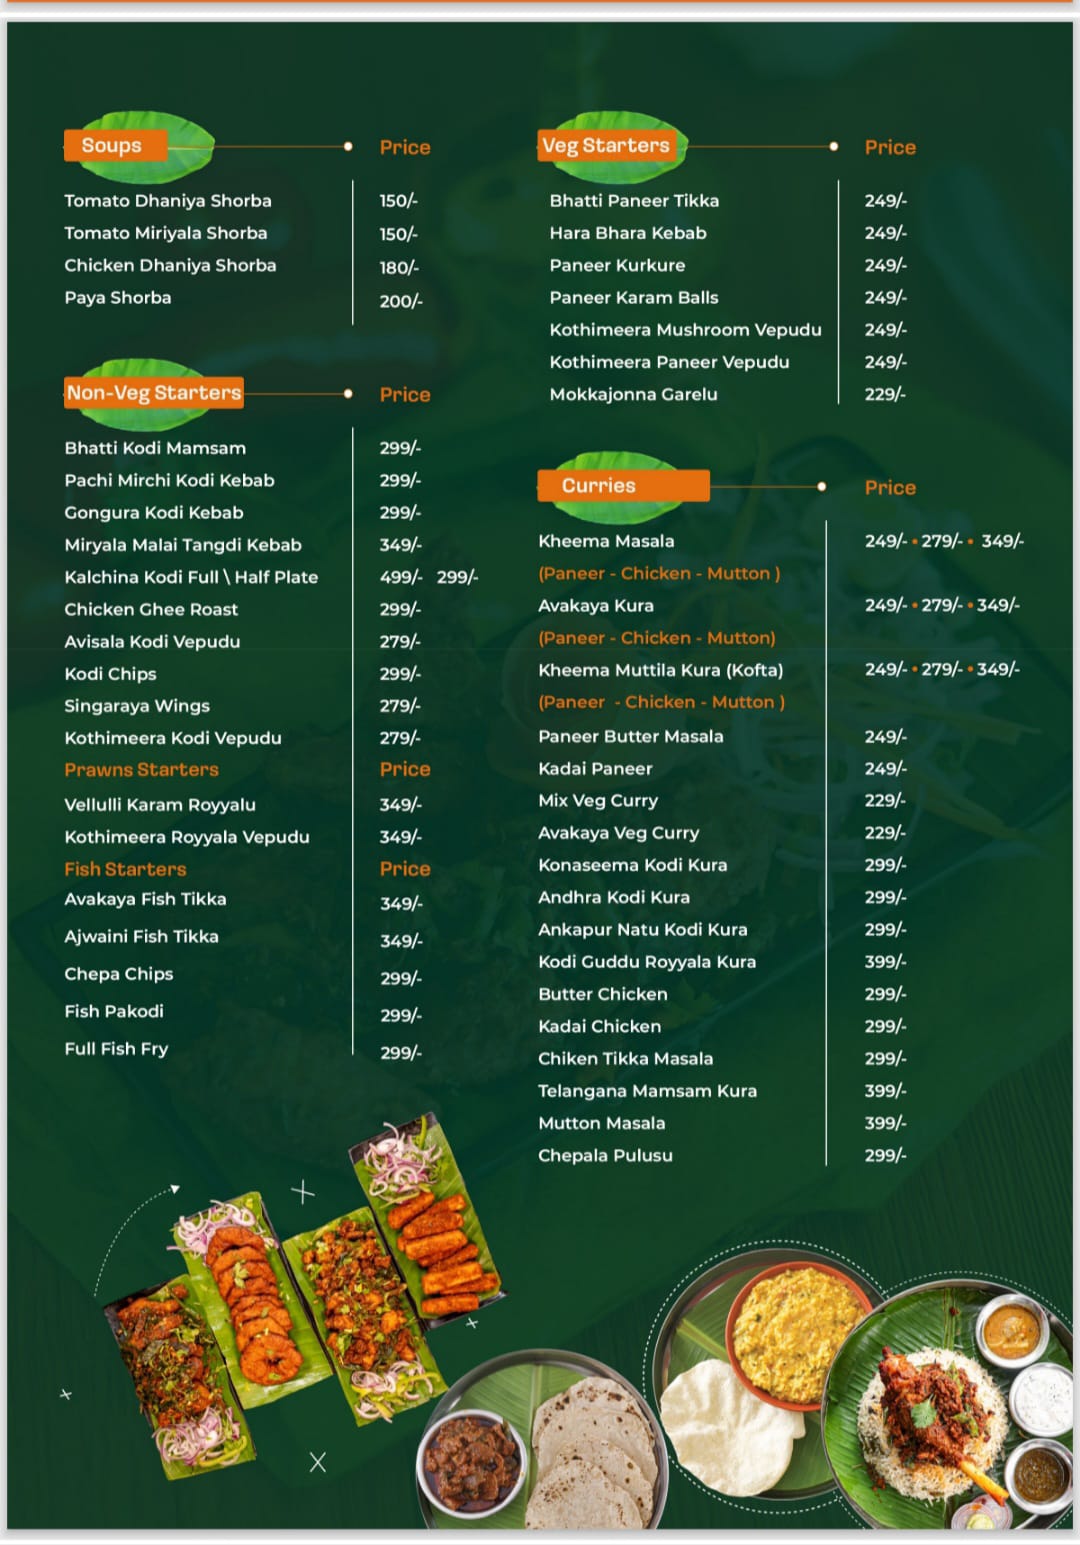 Soups Price
Tomato Dhaniya Shorba 150/-
Tomato Miriyala Shorba 150/-
Chicken Dhaniya Shorba 180/-
Paya Shorba 200/-
Non-Veg Starters Price
Bhatti Kodi Mamsam 299/-
Pachi Mirchi Kodi Kebab 299/-
Gongura Kodi Kebab 299/-
Miryala Malai Tangdi Kebab 349/-
Kalchina Kodi Full \ Half Plate 499/- 299/-
Chicken Ghee Roast 299/-
Avisala Kodi Vepudu 279/-
Kodi Chips 299/-
Singaraya Wings 279/-
Kothimeera Kodi Vepudu 279/-
Prawns Starters Price
Vellulli Karam Royyalu 349/-
Kothimeera Royyala Vepudu 349/-
Fish Starters Price
Avakaya Fish Tikka 349/-
Ajwaini Fish Tikka 349/-
Chepa Chips 299/-
Fish Pakodi 299/-
Full Fish Fry 299/-
Veg Starters Price
Bhatti Paneer Tikka 249/-
Hara Bhara Kebab 249/-
Paneer Kurkure 249/-
Paneer Karam Balls 249/-
Kothimeera Mushroom Vepudu 249/-
Kothimeera Paneer Vepudu 249/-
Mokkajonna Garelu 229/-
Curries Price
Kheema Masala 249/- • 279/- • 349/-
(Paneer - Chicken - Mutton )
Avakaya Kura 249/- • 279/- • 349/-
(Paneer - Chicken - Mutton)
Kheema Muttila Kura (Kofta) 249/- • 279/- • 349/-
(Paneer - Chicken - Mutton )
Paneer Butter Masala 249/-
Kadai Paneer 249/-
Mix Veg Curry 229/-
Avakaya Veg Curry 229/-
Konaseema Kodi Kura 299/-
Andhra Kodi Kura 299/-
Ankapur Natu Kodi Kura 299/-
Kodi Guddu Royyala Kura 399/-
Butter Chicken 299/-
Kadai Chicken 299/-
Chiken Tikka Masala 299/-
Telangana Mamsam Kura 399/-
Mutton Masala 399/-
Chepala Pulusu 299/-